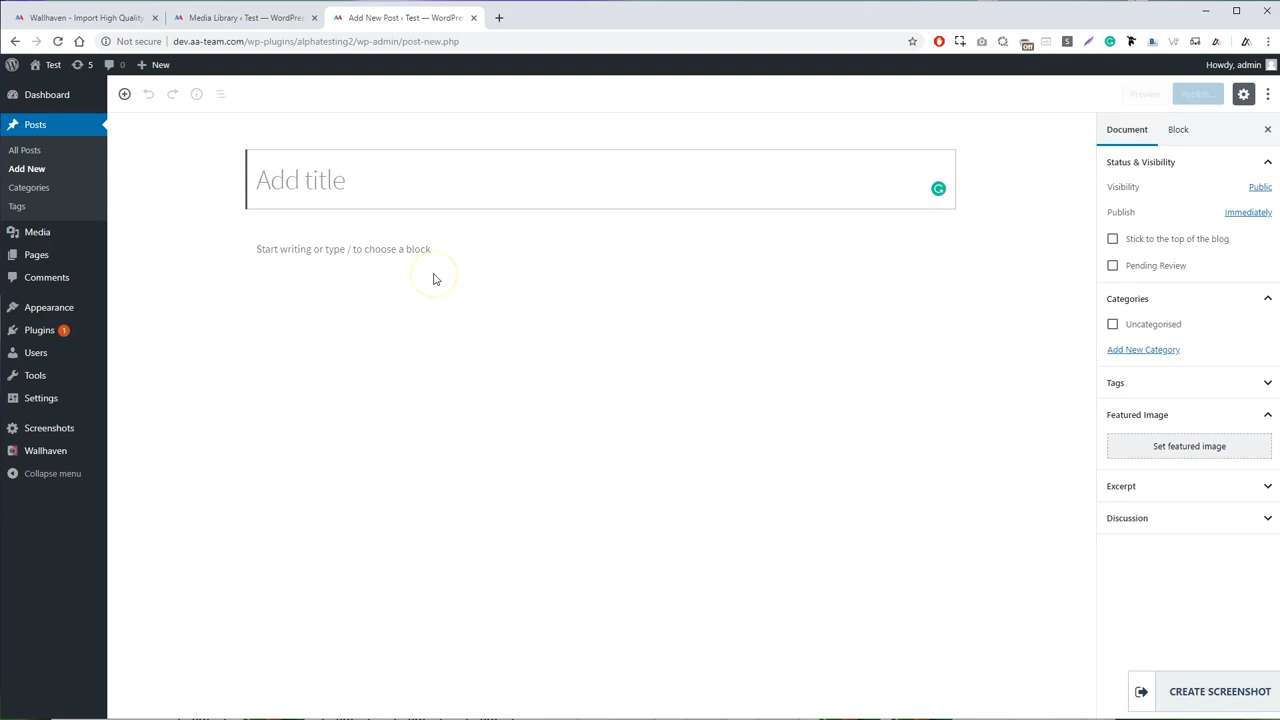 Wallhaven - Import High Quality
Media Library ‹ Test — WordPres
Add New Post ‹ Test — WordPre
Not secure
dev.aa-team.com/wp-plugins/alphatesting2/wp-admin/post-new.php
Off
Test
5
0
New
Howdy, admin
Dashboard
Posts
All Posts
Add New
Categories
Tags
Media
Pages
Comments
Appearance
Plugins 1
Users
Tools
Settings
Screenshots
Wallhaven
Collapse menu
Preview
Publish...
Add title
Start writing or type / to choose a block
Document
Block
Status & Visibility
Visibility
Public
Publish
Immediately
Stick to the top of the blog
Pending Review
Categories
Uncategorised
Add New Category
Tags
Featured Image
Set featured image
Excerpt
Discussion
CREATE SCREENSHOT